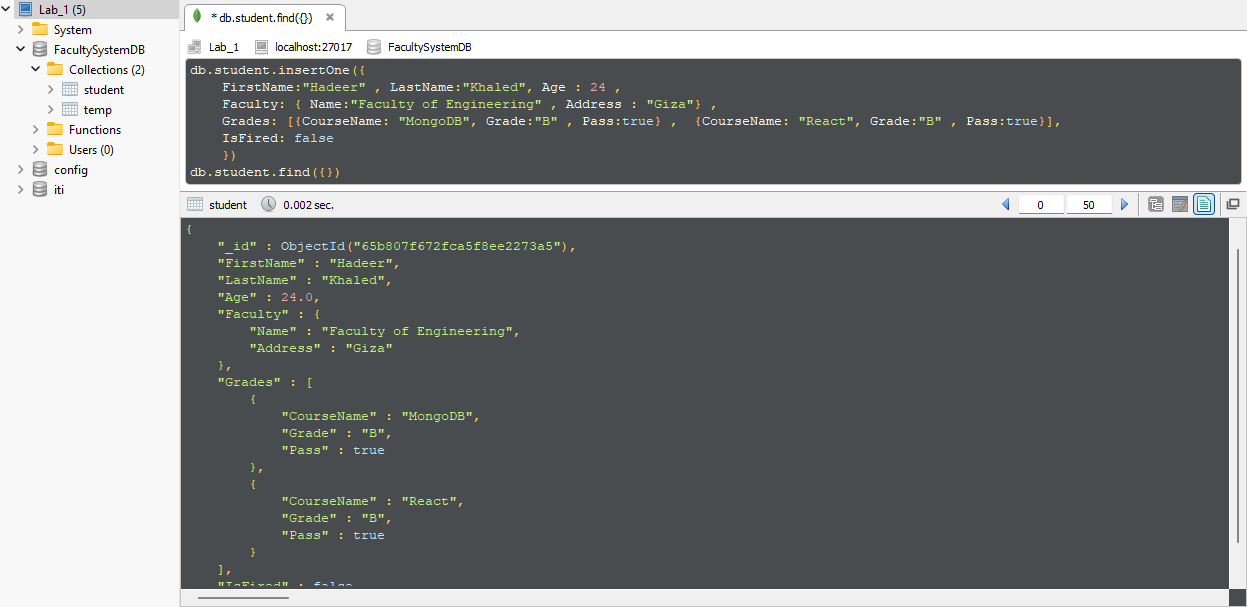 Lab_1 (5)
System
FacultySystemDB
Collections (2)
student
temp
Functions
Users (0)
config
iti
* db.student.find({})
Lab_1 localhost:27017 FacultySystemDB
db.student.insertOne({
FirstName:"Hadeer" , LastName:"Khaled", Age : 24 ,
Faculty: { Name:"Faculty of Engineering" , Address : "Giza"} ,
Grades: [{CourseName: "MongoDB", Grade:"B" , Pass:true} ,  {CourseName: "React", Grade:"B" , Pass:true}],
IsFired: false
})
db.student.find({})
student 0.002 sec. 0 50
{
"_id" : ObjectId("65b807f672fca5f8ee2273a5"),
"FirstName" : "Hadeer",
"LastName" : "Khaled",
"Age" : 24.0,
"Faculty" : {
"Name" : "Faculty of Engineering",
"Address" : "Giza"
},
"Grades" : [
{
"CourseName" : "MongoDB",
"Grade" : "B",
"Pass" : true
},
{
"CourseName" : "React",
"Grade" : "B",
"Pass" : true
}
],
"IsFired" : false